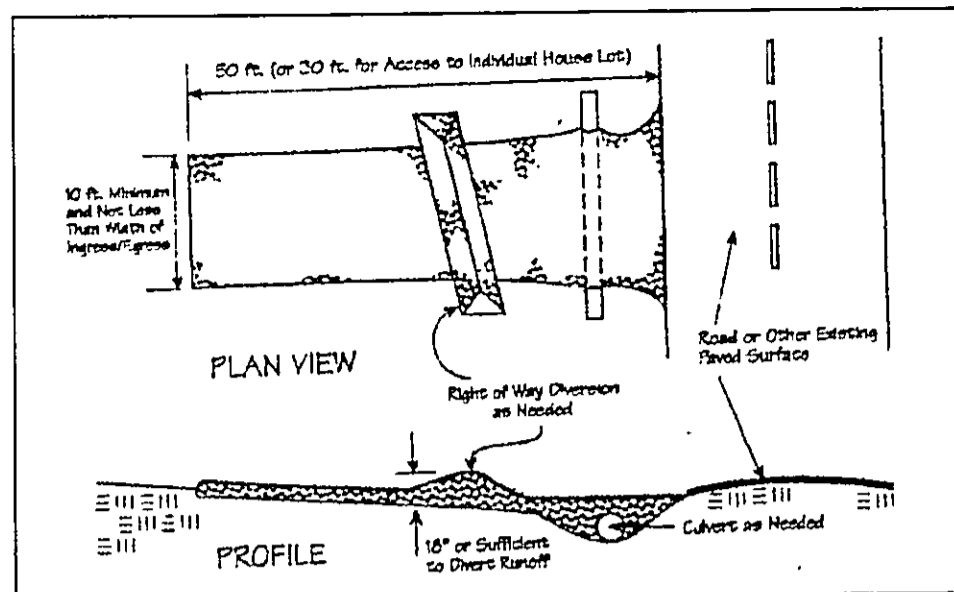 50 ft. (or 30 ft. for Access to Individual House Lot)
10 ft. Minimum
and Not Less
Than Width of
Ingress/Egress
PLAN VIEW
Right of Way Diversion
as Needed
Road or Other Existing
Paved Surface
18" or Sufficient
to Divert Runoff
Culvert as Needed
PROFILE